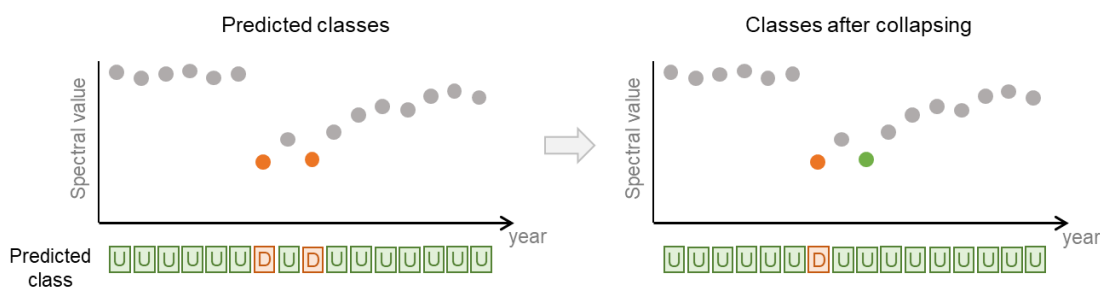 Predicted classes
Spectral value
year
Predicted class
U U U U U U D U D U U U U U U U
Classes after collapsing
Spectral value
year
U U U U U U D U U U U U U U U U